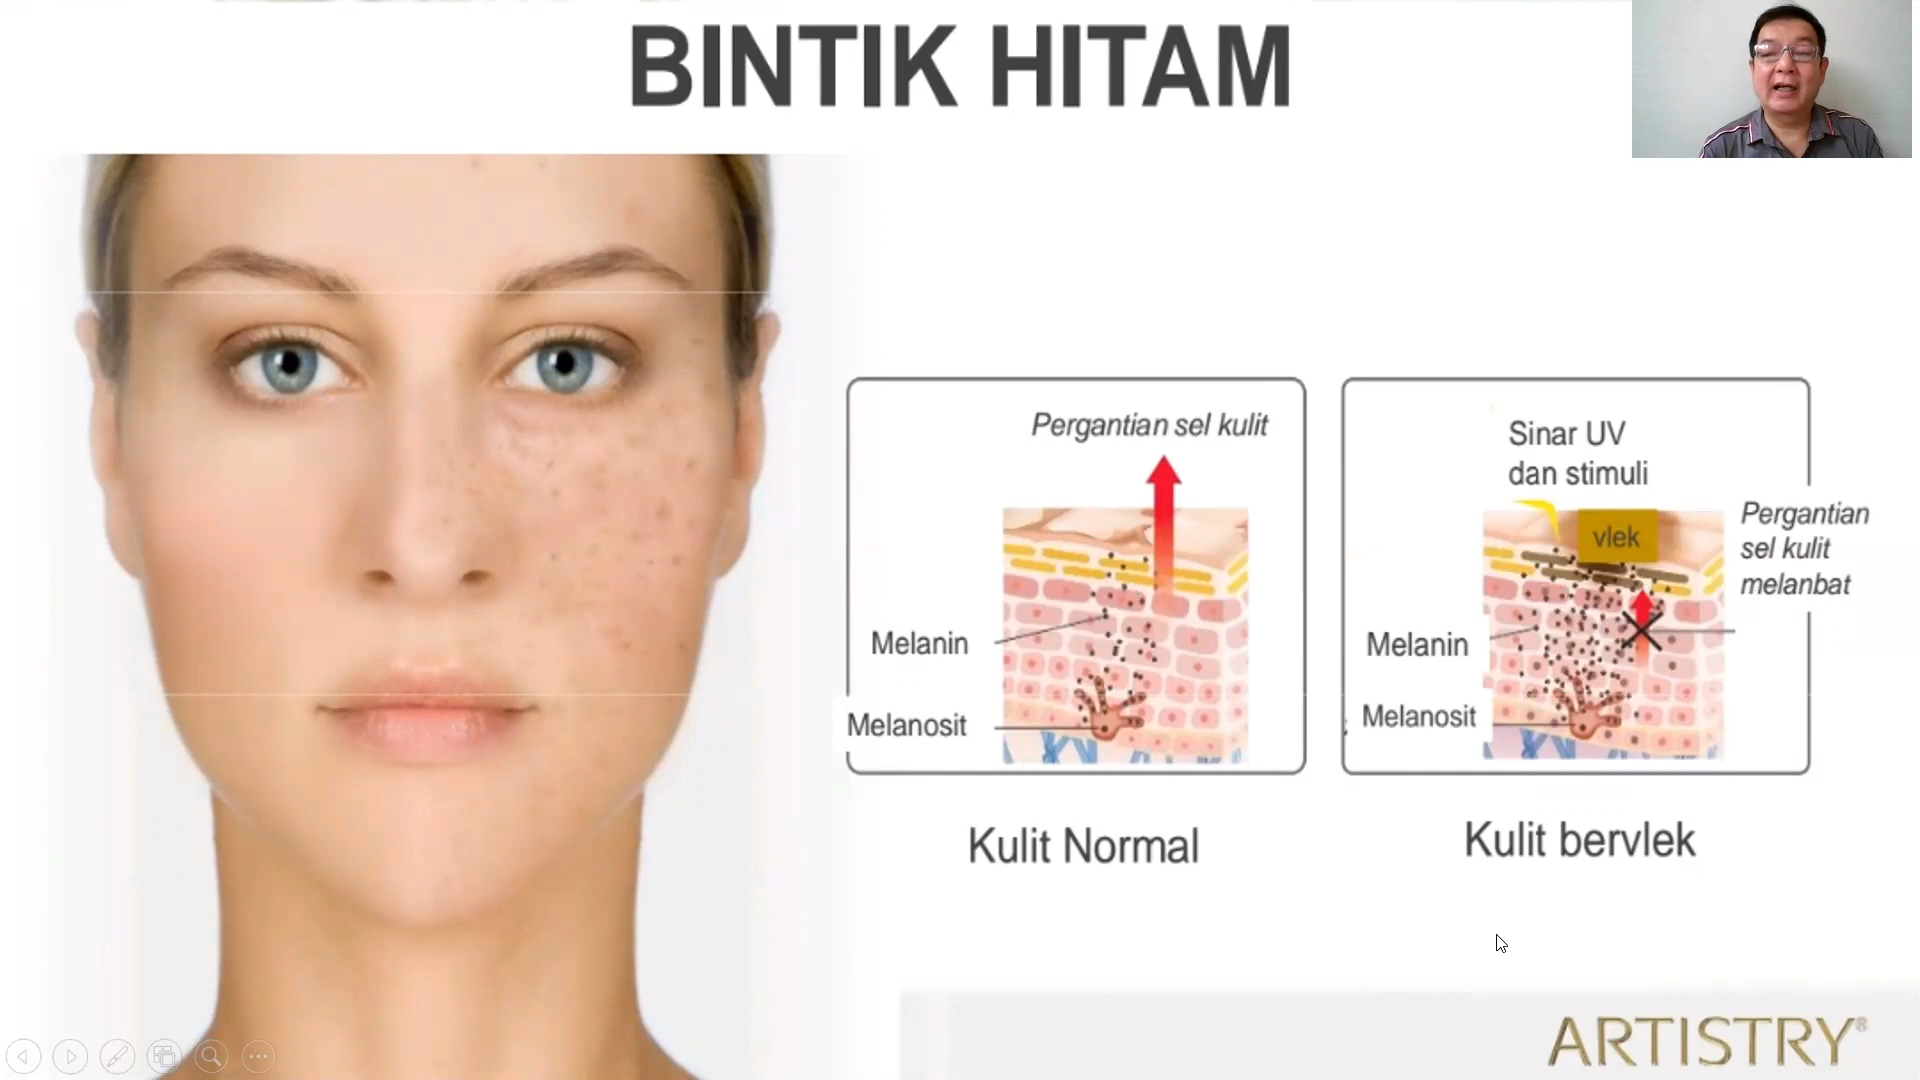 BINTIK HITAM
Pergantian sel kulit
Melanin
Melanosit
Kulit Normal
Sinar UV
dan stimuli
vlek
Pergantian
sel kulit
melanbat
Melanin
Melanosit
Kulit bervlek
ARTISTRY®